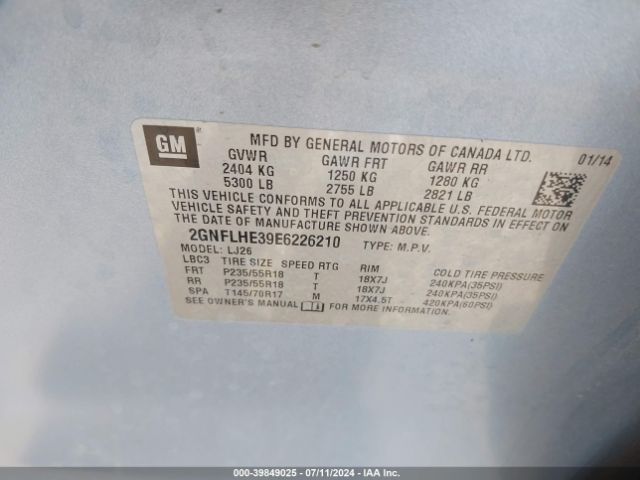 GM
MFD BY GENERAL MOTORS OF CANADA LTD. 01/14
GVWR GAWR FRT GAWR RR
2404 KG 1250 KG 1280 KG
5300 LB 2755 LB 2821 LB
THIS VEHICLE CONFORMS TO ALL APPLICABLE U.S. FEDERAL MOTOR
VEHICLE SAFETY AND THEFT PREVENTION STANDARDS IN EFFECT ON
THE DATE OF MANUFACTURE SHOWN ABOVE.
2GNFLHE39E6226210 TYPE: M.P.V.
MODEL: LJ26
LBC3 TIRE SIZE SPEED RTG RIM COLD TIRE PRESSURE
FRT P235/55R18 T 18X7J 240KPA(35PSI)
RR P235/55R18 T 18X7J 240KPA(35PSI)
SPA T145/70R17 M 17X4.5T 420KPA(60PSI)
SEE OWNER'S MANUAL FOR MORE INFORMATION.
000-39849025 - 07/11/2024 - IAA Inc.